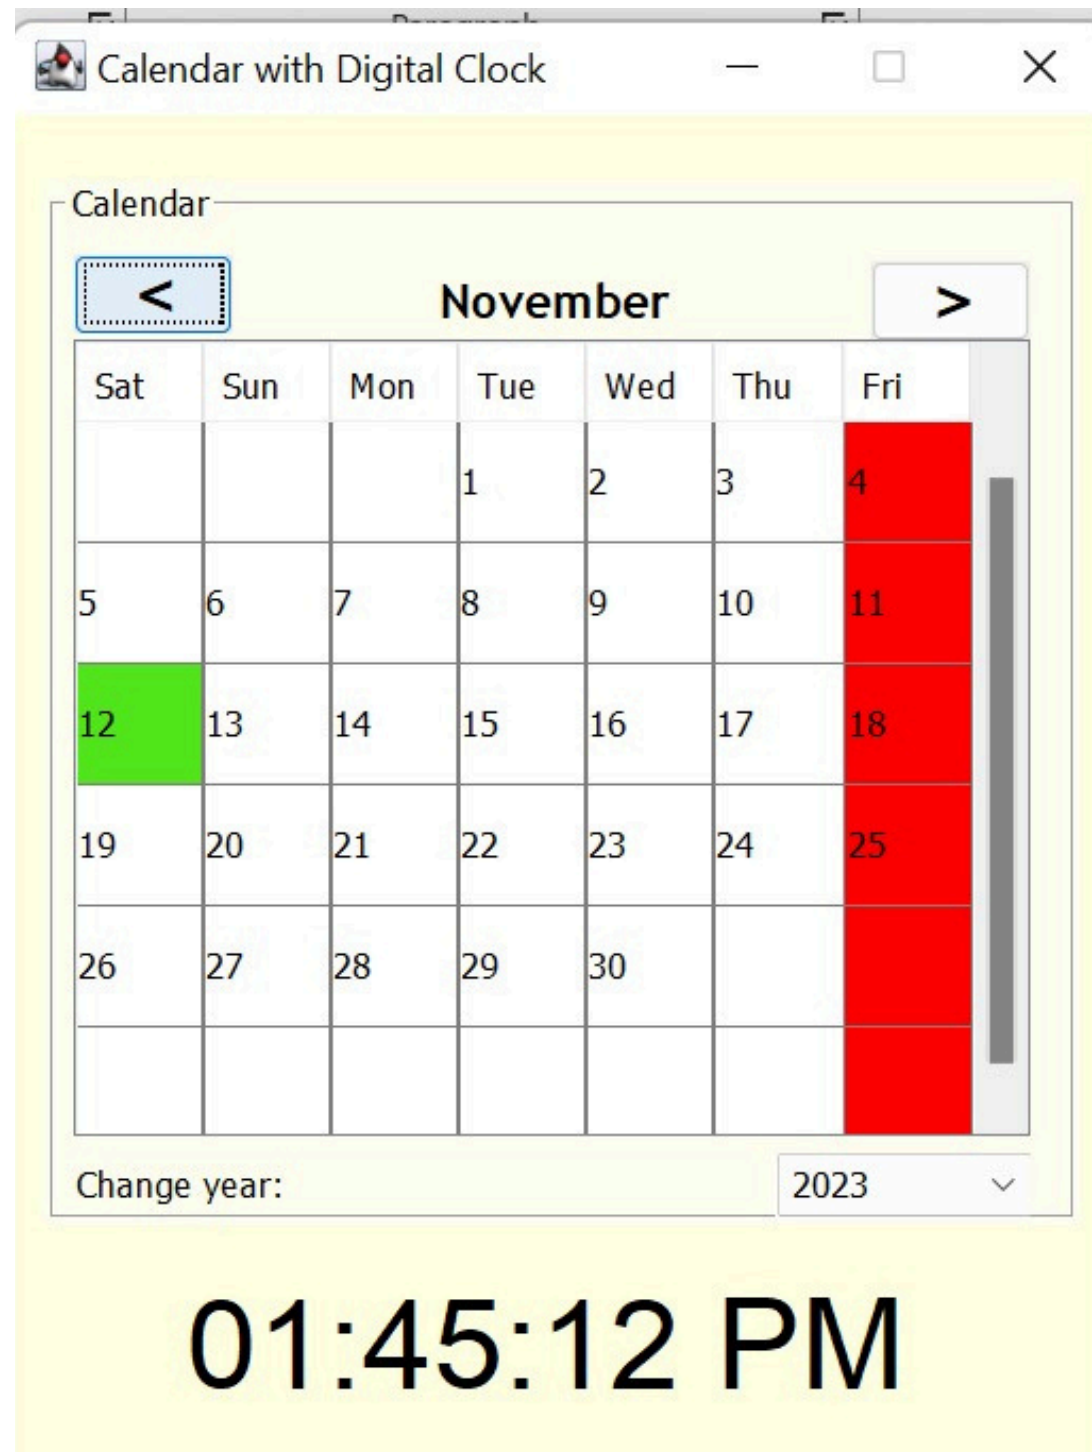 Paragraph
Calendar with Digital Clock
Calendar
< November >
Sat Sun Mon Tue Wed Thu Fri
1 2 3 4
5 6 7 8 9 10 11
12 13 14 15 16 17 18
19 20 21 22 23 24 25
26 27 28 29 30
Change year: 2023
01:45:12 PM